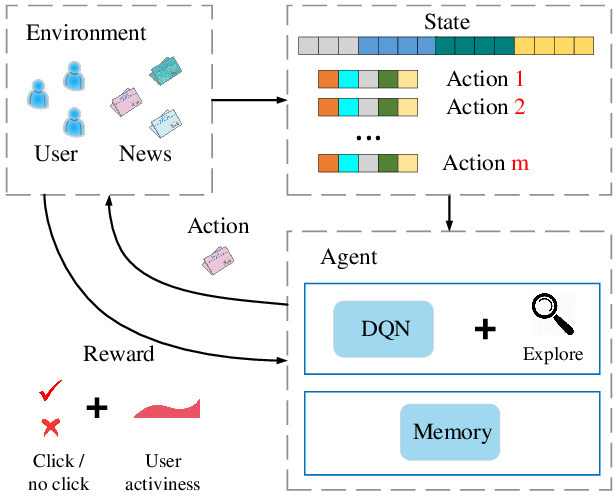 Environment
User
News
State
Action 1
Action 2
...
Action m
Action
Agent
DQN
+
Explore
Memory
Reward
+
Click /
no click
User
activiness